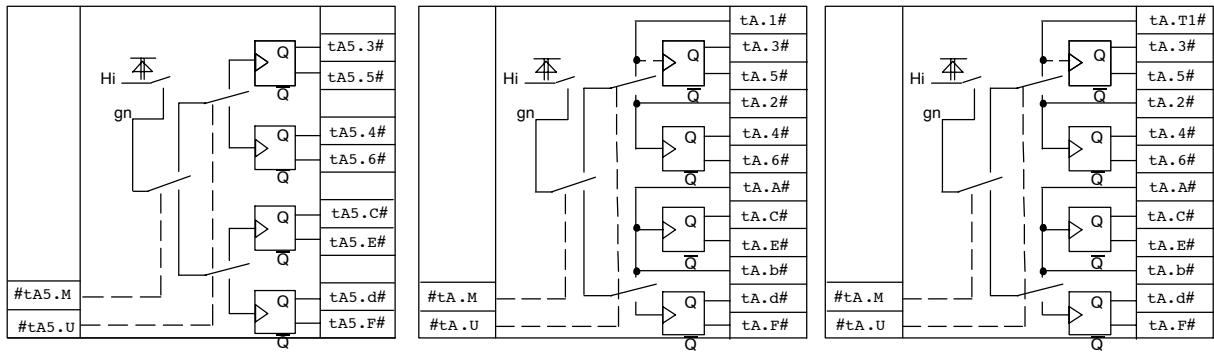 Q
tA5.3#
Hi
tA5.5#
Q
gn
Q
tA5.4#
tA5.6#
Q
Q
tA5.C#
tA5.E#
Q
#tA5.M
Q
tA5.d#
#tA5.U
tA5.F#
Q
tA.1#
Q
tA.3#
Hi
tA.5#
Q
tA.2#
gn
Q
tA.4#
tA.6#
Q
tA.A#
Q
tA.C#
tA.E#
Q
tA.b#
#tA.M
Q
tA.d#
#tA.U
tA.F#
Q
tA.T1#
Q
tA.3#
Hi
tA.5#
Q
tA.2#
gn
Q
tA.4#
tA.6#
Q
tA.A#
Q
tA.C#
tA.E#
Q
tA.b#
#tA.M
Q
tA.d#
#tA.U
tA.F#
Q